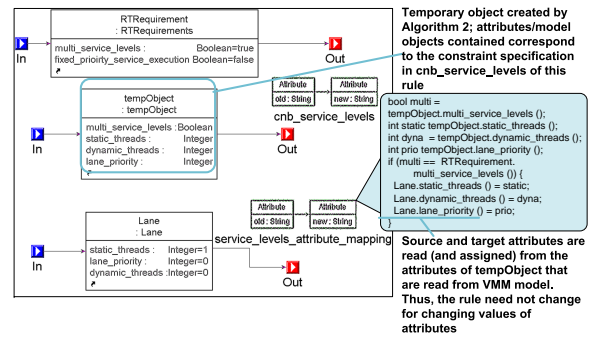 RTRequirement
: RTRequirements
multi_service_levels : Boolean=true
fixed_prioirty_service_execution Boolean=false
In
Out
tempObject
: tempObject
multi_service_levels :Boolean
static_threads : Integer
dynamic_threads : Integer
lane_priority : Integer
In
Out
Attribute
old : String
Attribute
new : String
cnb_service_levels
Attribute
old : String
Attribute
new : String
service_levels_attribute_mapping
Lane
: Lane
static_threads : Integer=1
lane_priority : Integer=0
dynamic_threads :Integer=0
In
Out
Temporary object created by
Algorithm 2; attributes/model
objects contained correspond
to the constraint specification
in cnb_service_levels of this
rule
bool multi =
tempObject.multi_service_levels ();
int static tempObject.static_threads ();
int dyna = tempObject.dynamic_threads ();
int prio tempObject.lane_priority ();
if (multi == RTRequirement.
multi_service_levels ()) {
Lane.static_threads () = static;
Lane.dynamic_threads () = dyna;
Lane.lane_priority () = prio;
}
Source and target attributes are
read (and assigned) from the
attributes of tempObject that
are read from VMM model.
Thus, the rule need not change
for changing values of
attributes